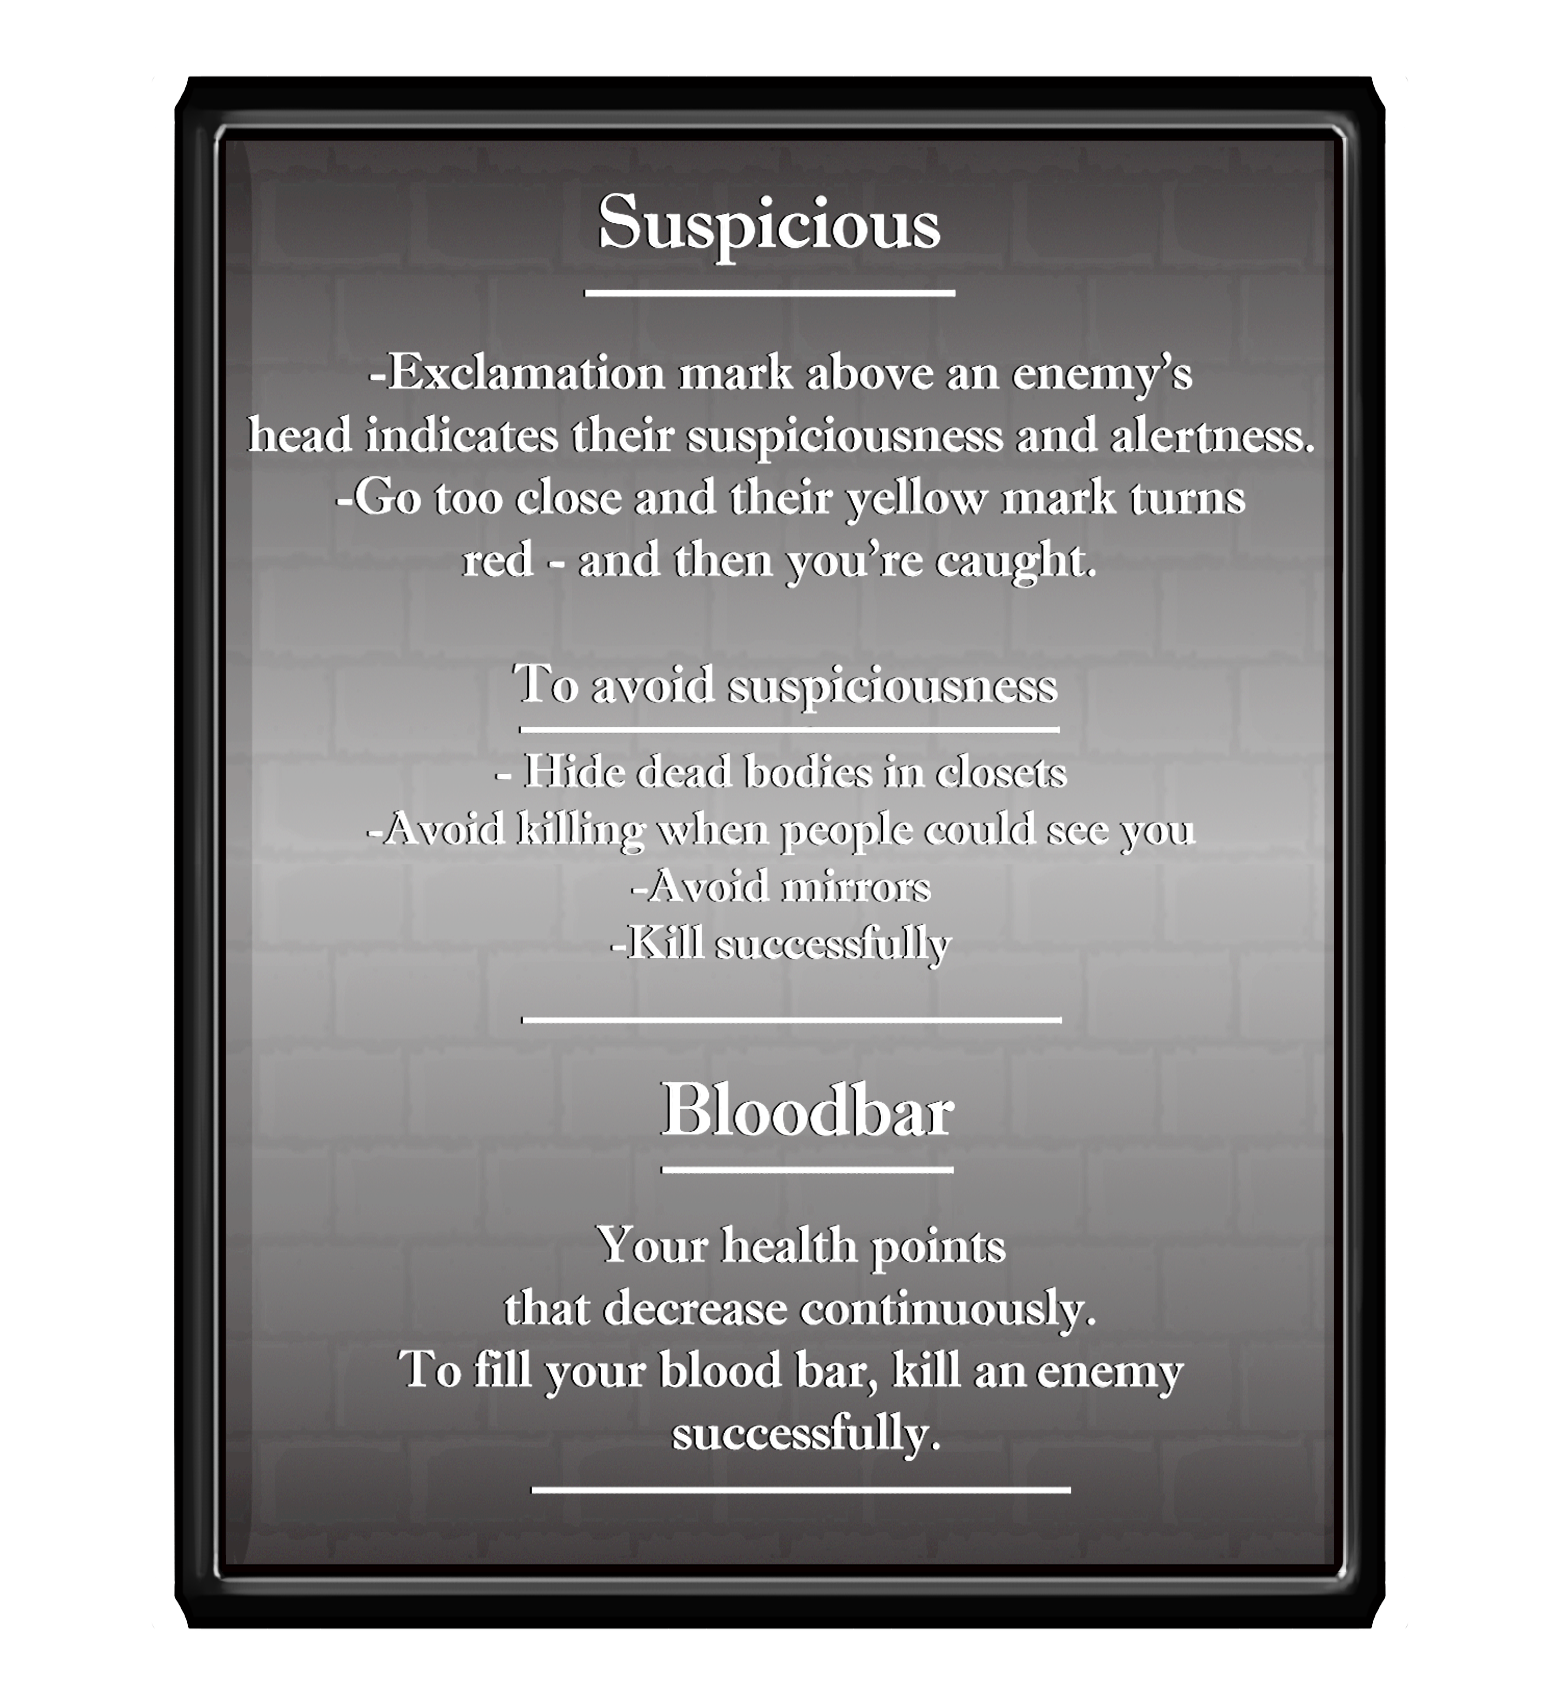 Suspicious
-Exclamation mark above an enemy’s
head indicates their suspiciousness and alertness.
-Go too close and their yellow mark turns
red - and then you’re caught.
To avoid suspiciousness
- Hide dead bodies in closets
-Avoid killing when people could see you
-Avoid mirrors
-Kill successfully
Bloodbar
Your health points
that decrease continuously.
To fill your blood bar, kill an enemy
successfully.